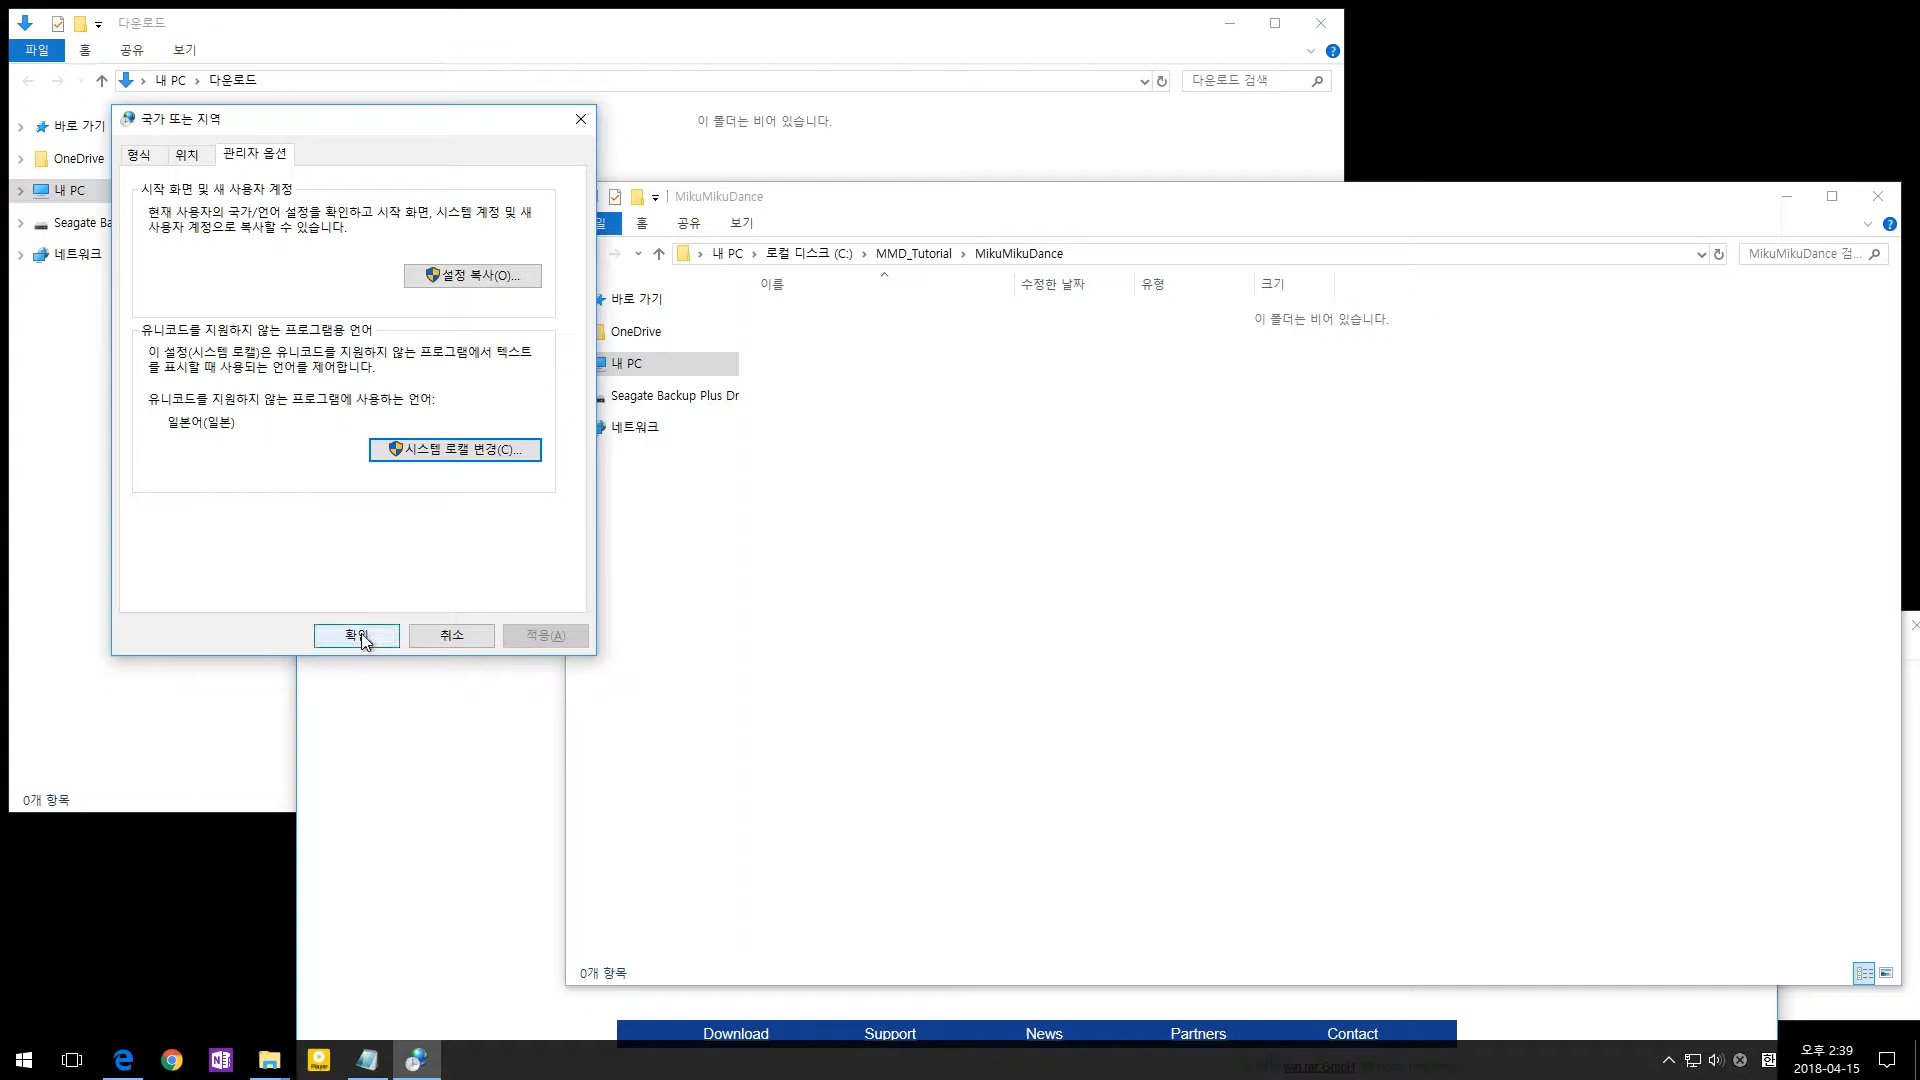 다운로드
파일 홈 공유 보기
내 PC 다운로드
다운로드 검색
이 폴더는 비어 있습니다.
바로 가기
OneDrive
내 PC
Seagate Ba
네트워크
0개 항목
국가 또는 지역
형식 위치 관리자 옵션
시작 화면 및 새 사용자 계정
현재 사용자의 국가/언어 설정을 확인하고 시작 화면, 시스템 계정 및 새
사용자 계정으로 복사할 수 있습니다.
설정 복사(O)...
유니코드를 지원하지 않는 프로그램용 언어
이 설정(시스템 로캘)은 유니코드를 지원하지 않는 프로그램에서 텍스트
를 표시할 때 사용되는 언어를 제어합니다.
유니코드를 지원하지 않는 프로그램에 사용하는 언어:
일본어(일본)
시스템 로캘 변경(C)...
확인 취소 적용(A)
MikuMikuDance
일 홈 공유 보기
내 PC 로컬 디스크 (C:) MMD_Tutorial MikuMikuDance
MikuMikuDance 검...
이름 수정한 날짜 유형 크기
이 폴더는 비어 있습니다.
바로 가기
OneDrive
내 PC
Seagate Backup Plus Dr
네트워크
0개 항목
Download Support News Partners Contact
win.rar GmbH
Player
한
오후 2:39
2018-04-15